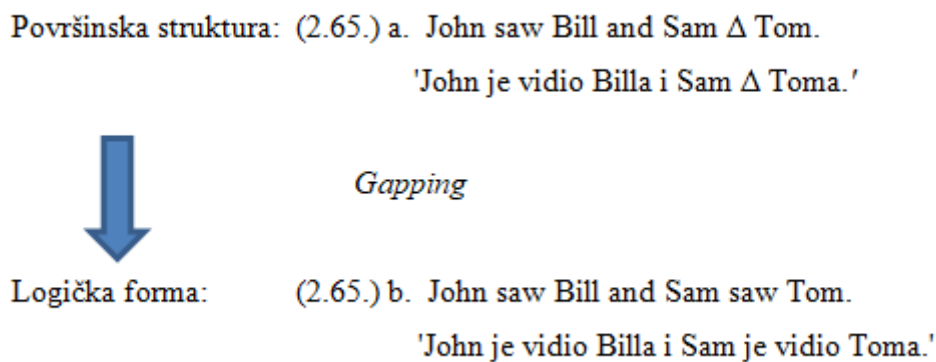 Površinska struktura: (2.65.) a. John saw Bill and Sam Δ Tom.
'John je vidio Billa i Sam Δ Toma.'
Gapping
Logička forma: (2.65.) b. John saw Bill and Sam saw Tom.
'John je vidio Billa i Sam je vidio Toma.'